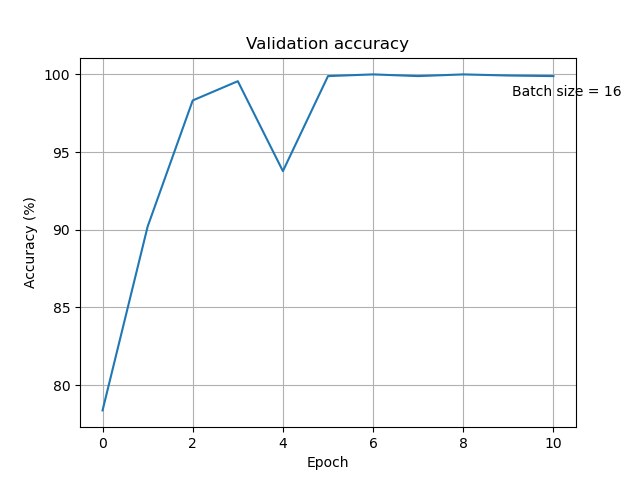 Validation accuracy
100
Batch size = 16
95
90
85
80
Accuracy (%)
0 2 4 6 8 10
Epoch